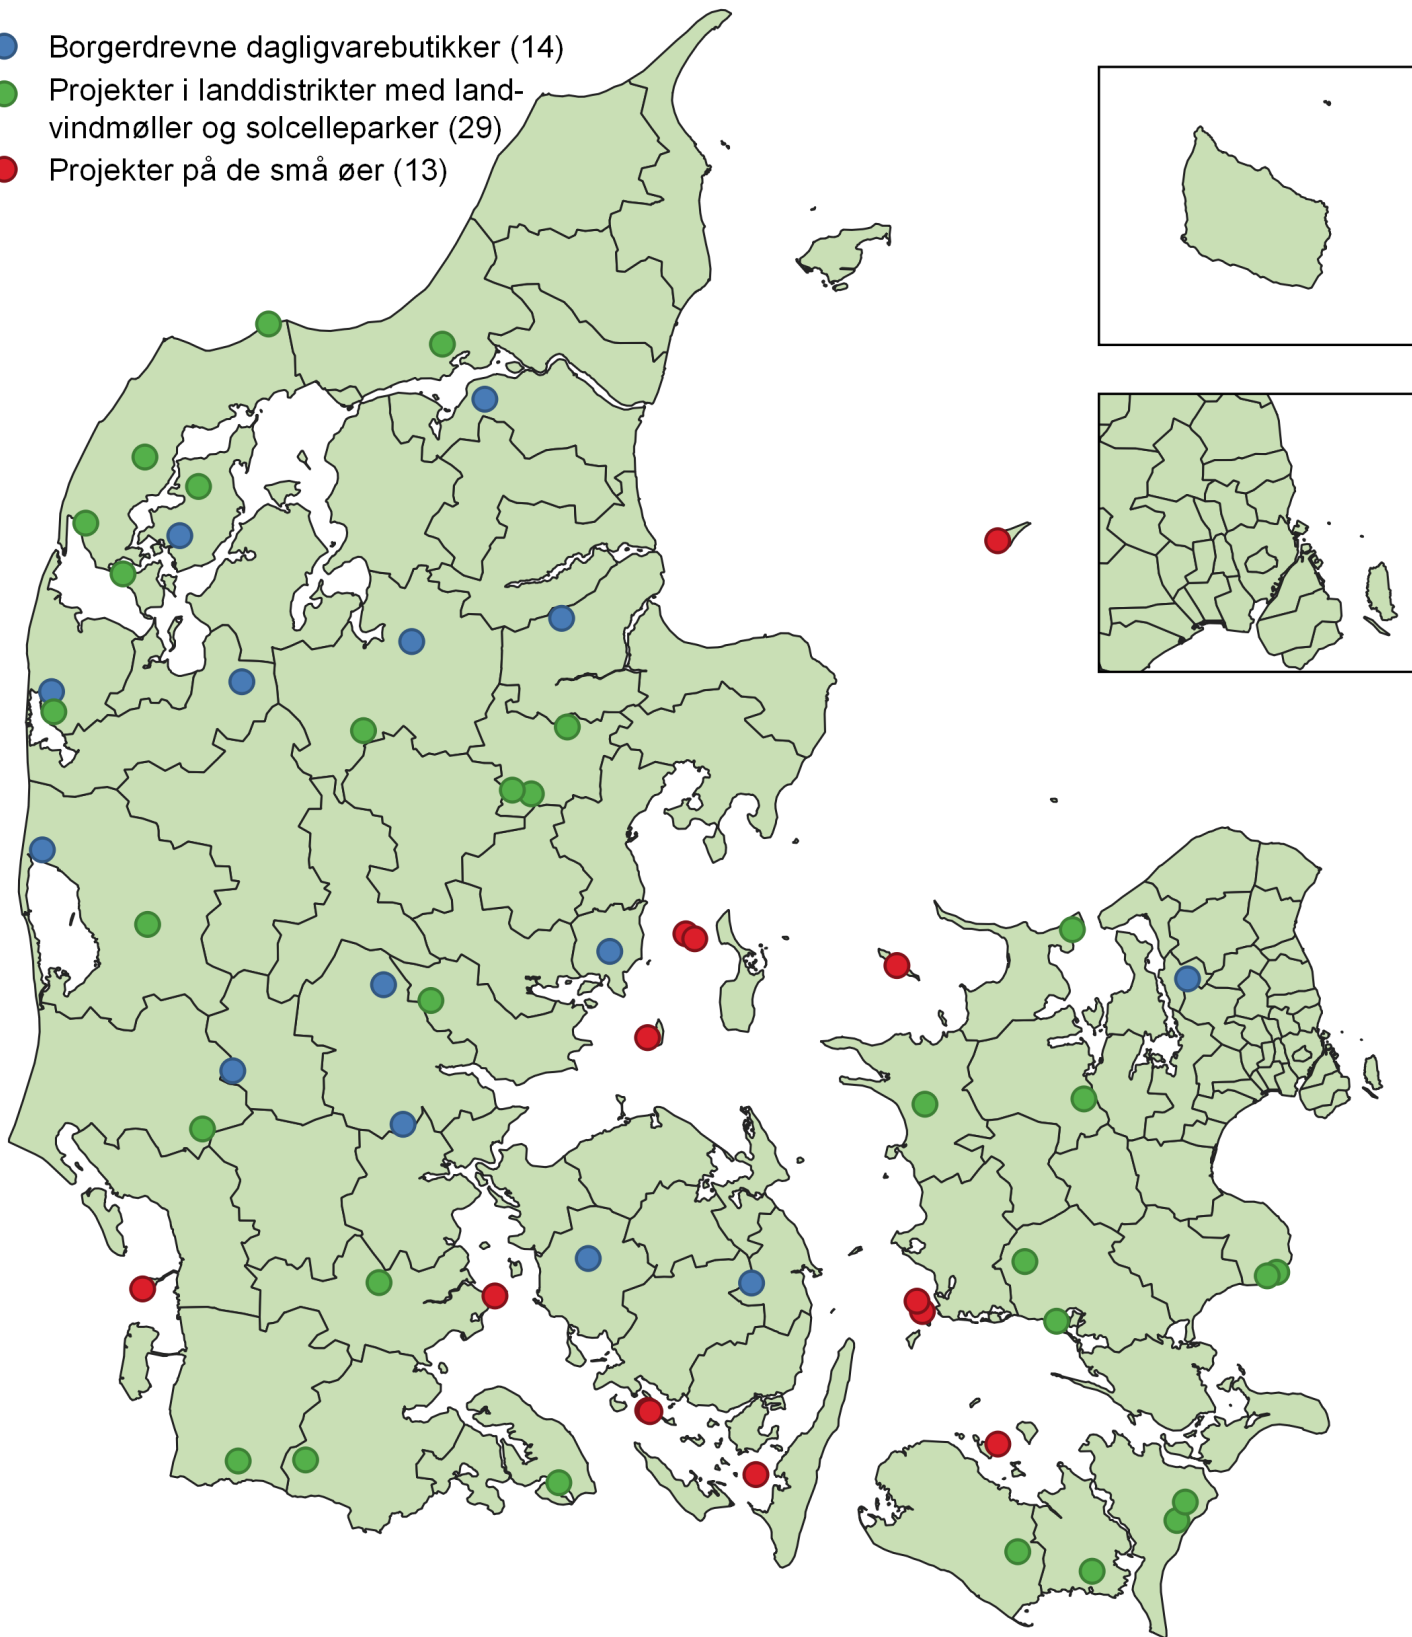 Borgerdrevne dagligvarebutikker (14)
Projekter i landdistrikter med land-
vindmøller og solcelleparker (29)
Projekter på de små øer (13)